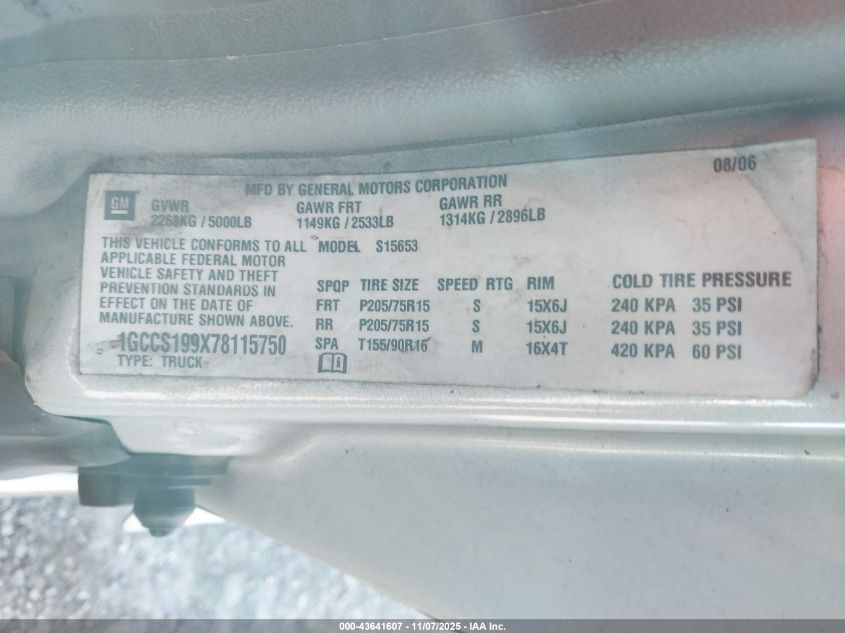 08/06
MFD BY GENERAL MOTORS CORPORATION
GM
GVWR GAWR FRT GAWR RR
2268KG / 5000LB 1149KG / 2533LB 1314KG / 2896LB
THIS VEHICLE CONFORMS TO ALL MODEL S15653
APPLICABLE FEDERAL MOTOR
VEHICLE SAFETY AND THEFT
PREVENTION STANDARDS IN
EFFECT ON THE DATE OF
MANUFACTURE SHOWN ABOVE.
1GCCS199X78115750
TYPE: TRUCK
SPQP TIRE SIZE SPEED RTG RIM COLD TIRE PRESSURE
FRT P205/75R15 S 15X6J 240 KPA 35 PSI
RR P205/75R15 S 15X6J 240 KPA 35 PSI
SPA T155/90R16 M 16X4T 420 KPA 60 PSI
000-43641607 - 11/07/2025 - IAA Inc.